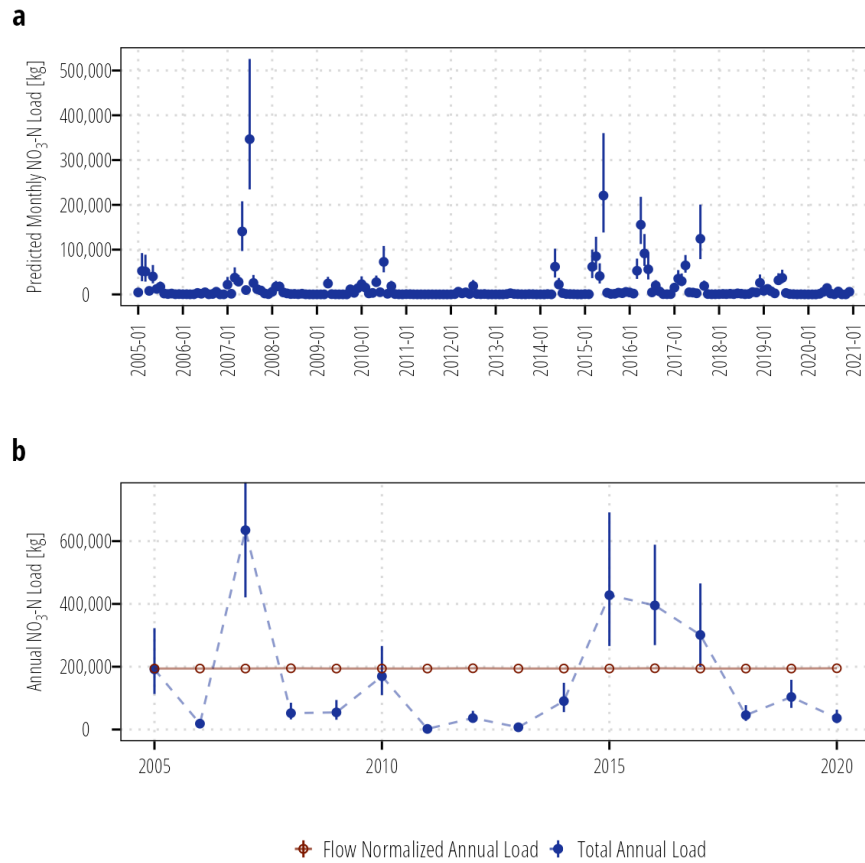 a
Predicted Monthly NO3-N Load [kg]
500,000
400,000
300,000
200,000
100,000
0
2005-01 2006-01 2007-01 2008-01 2009-01 2010-01 2011-01 2012-01 2013-01 2014-01 2015-01 2016-01 2017-01 2018-01 2019-01 2020-01 2021-01
b
Annual NO3-N Load [kg]
600,000
400,000
200,000
0
2005 2010 2015 2020
Flow Normalized Annual Load Total Annual Load